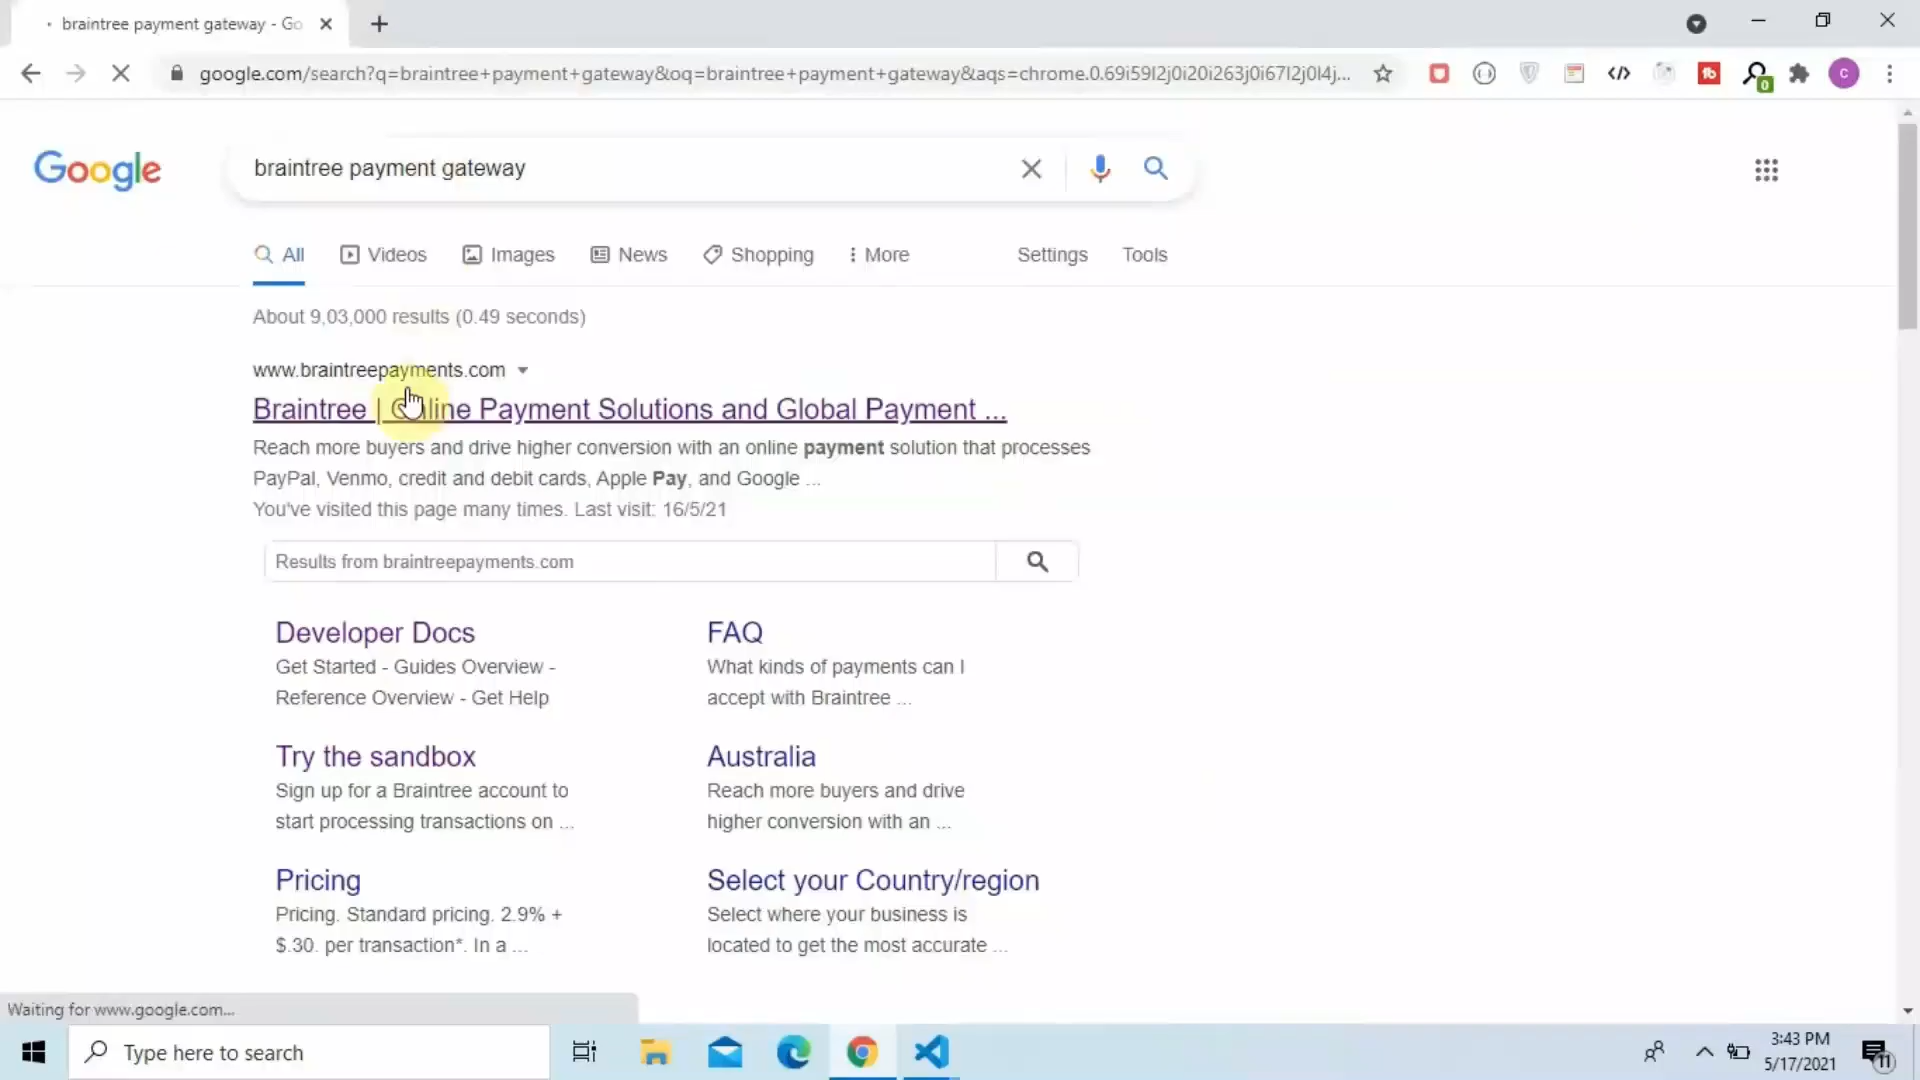 braintree payment gateway - Go
google.com/search?q=braintree+payment+gateway&oq=braintree+payment+gateway&aqs=chrome.0.69i59l2j0i20i263j0i67l2j0l4j...
0
C
Google
braintree payment gateway
All
Videos
Images
News
Shopping
More
Settings
Tools
About 9,03,000 results (0.49 seconds)
www.braintreepayments.com
Braintree | Online Payment Solutions and Global Payment ...
Reach more buyers and drive higher conversion with an online payment solution that processes
PayPal, Venmo, credit and debit cards, Apple Pay, and Google ...
You've visited this page many times. Last visit: 16/5/21
Results from braintreepayments.com
Developer Docs
Get Started - Guides Overview -
Reference Overview - Get Help
FAQ
What kinds of payments can I
accept with Braintree ...
Try the sandbox
Sign up for a Braintree account to
start processing transactions on ...
Australia
Reach more buyers and drive
higher conversion with an ...
Pricing
Pricing. Standard pricing. 2.9% +
$.30. per transaction*. In a ...
Select your Country/region
Select where your business is
located to get the most accurate ...
Waiting for www.google.com...
Type here to search
3:43 PM
5/17/2021
11